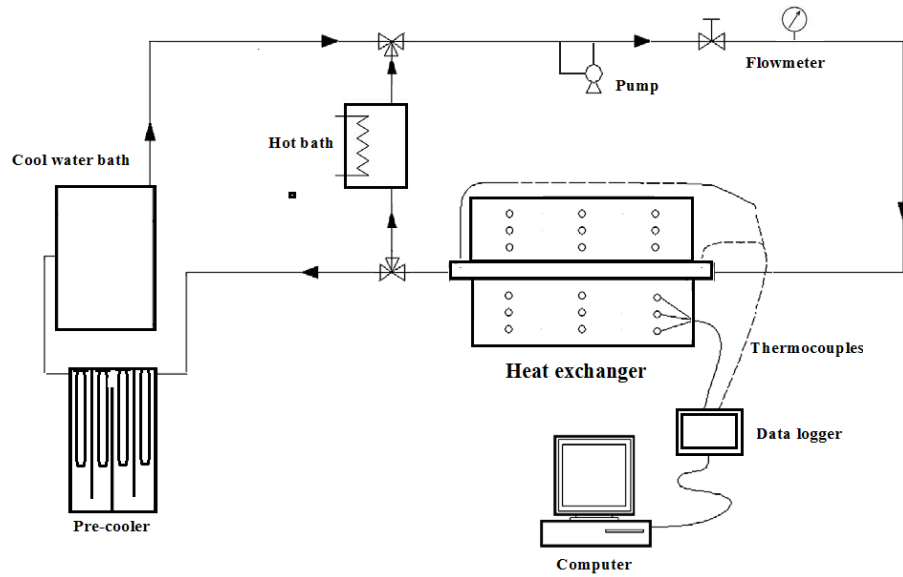 Flowmeter
Pump
Hot bath
Cool water bath
Thermocouples
Heat exchanger
Data logger
Pre-cooler
Computer